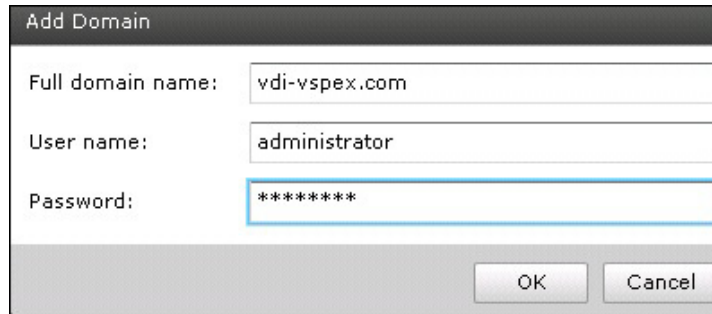 Add Domain
Full domain name: vdi-vspex.com
User name: administrator
Password: ********
OK Cancel